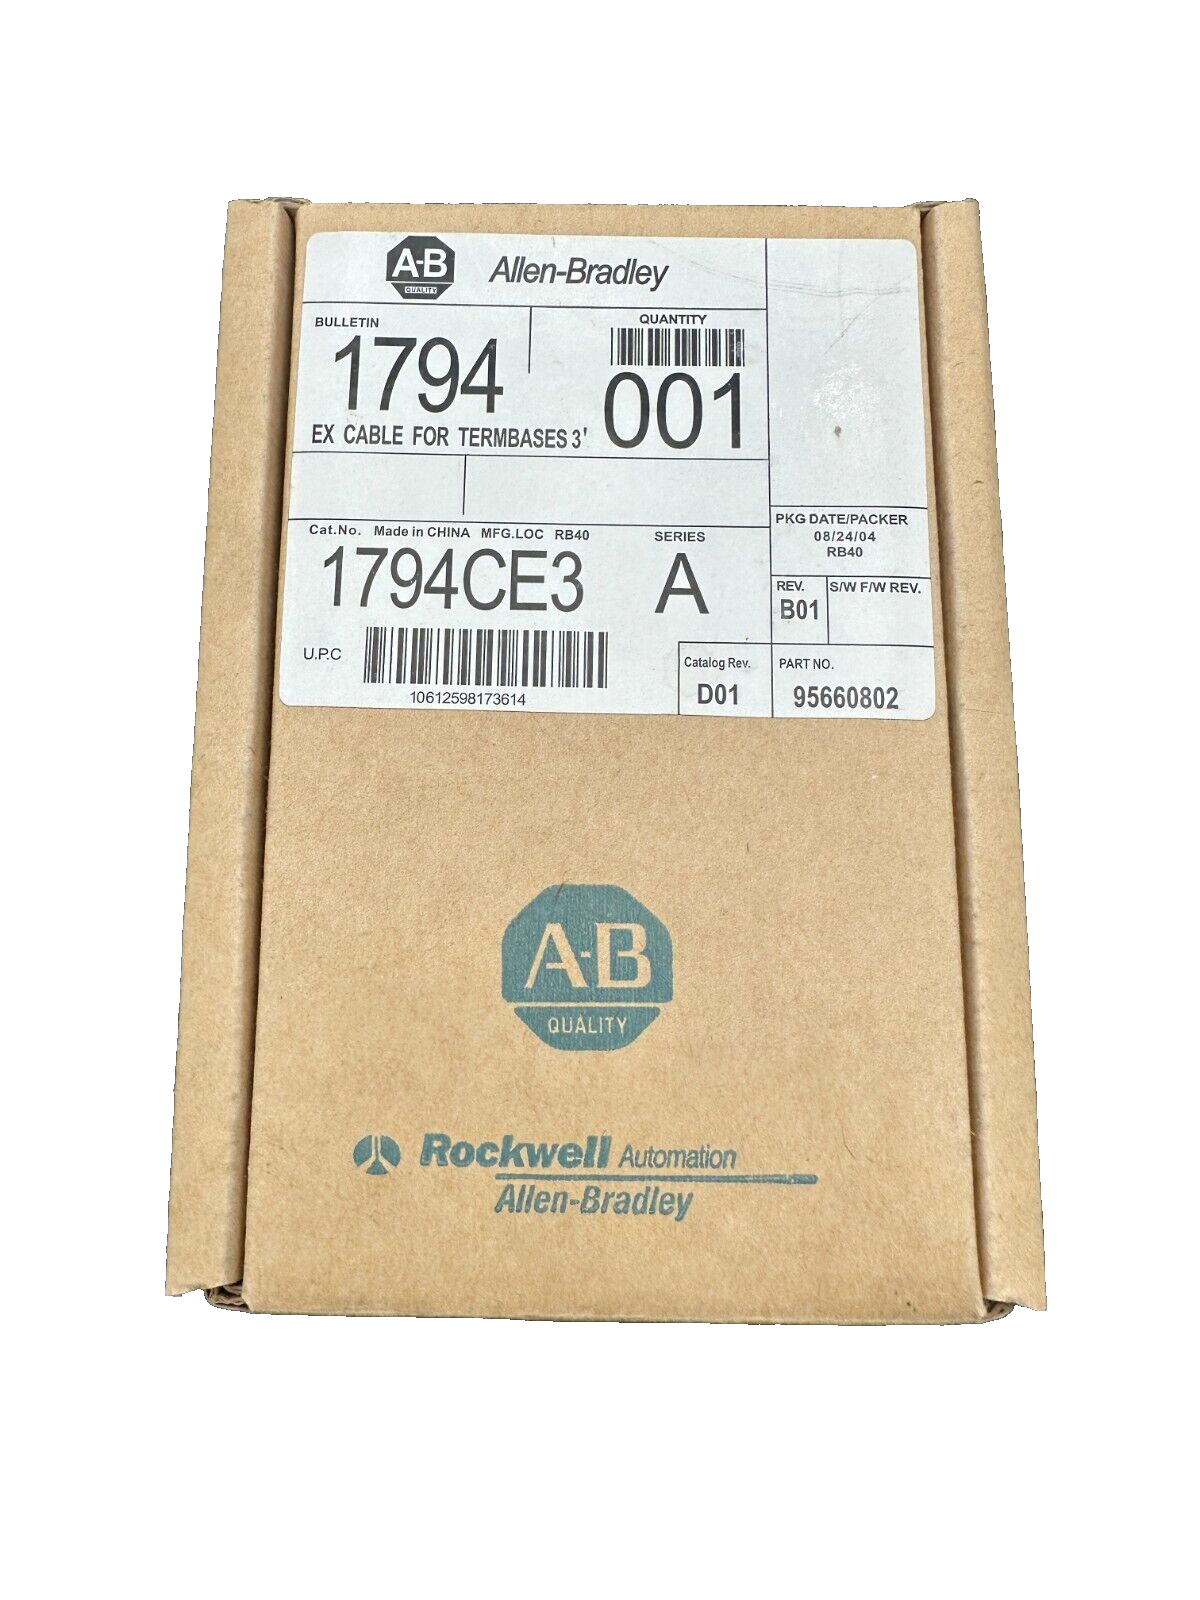 A-B
QUALITY
Allen-Bradley
BULLETIN
1794
EX CABLE FOR TERMBASES 3'
QUANTITY
001
Cat.No. Made in CHINA MFG.LOC RB40
1794CE3
SERIES
A
PKG DATE/PACKER
08/24/04
RB40
REV.
B01
S/W F/W REV.
U.P.C
10612598173614
Catalog Rev.
D01
PART NO.
95660802
A-B
QUALITY
Rockwell Automation
Allen-Bradley